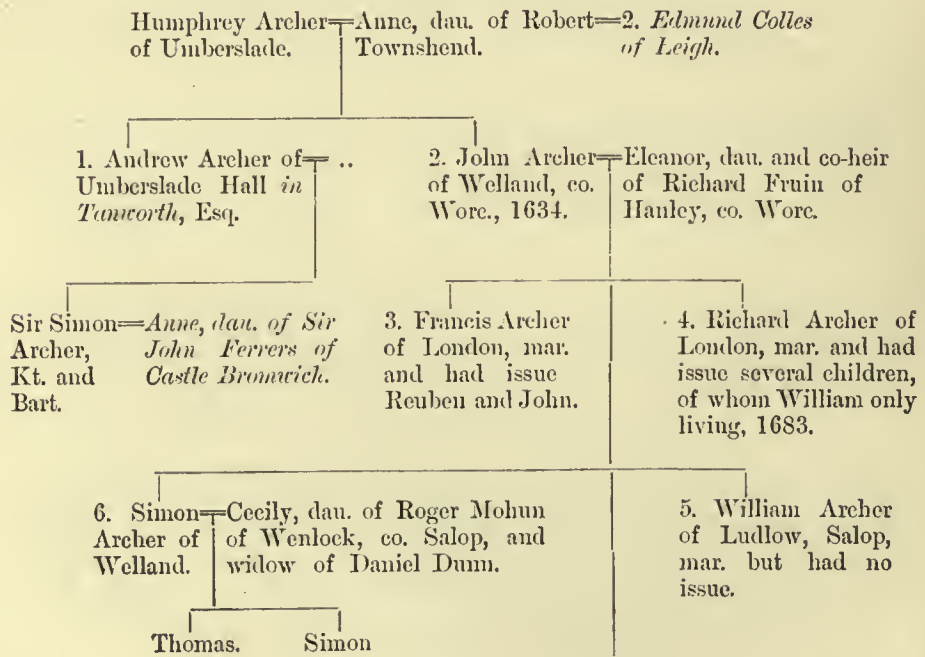 Humphrey Archer=Anne, dau. of Robert=2. Edmund Colles
of Umberslade. Townshend. of Leigh.
1. Andrew Archer of= ..
Umberslade Hall in
Tanworth, Esq.
2. John Archer=Eleanor, dau. and co-heir
of Welland, co. of Richard Fruin of
Worc., 1634. Hanley, co. Worc.
Sir Simon=Anne, dau. of Sir
Archer, John Ferrers of
Kt. and Castle Bromwich.
Bart.
3. Francis Archer
of London, mar.
and had issue
Reuben and John.
4. Richard Archer of
London, mar. and had
issue several children,
of whom William only
living, 1683.
6. Simon=Cecily, dau. of Roger Mohun
Archer of of Wenlock, co. Salop, and
Welland. widow of Daniel Dunn.
5. William Archer
of Ludlow, Salop,
mar. but had no
issue.
Thomas. Simon